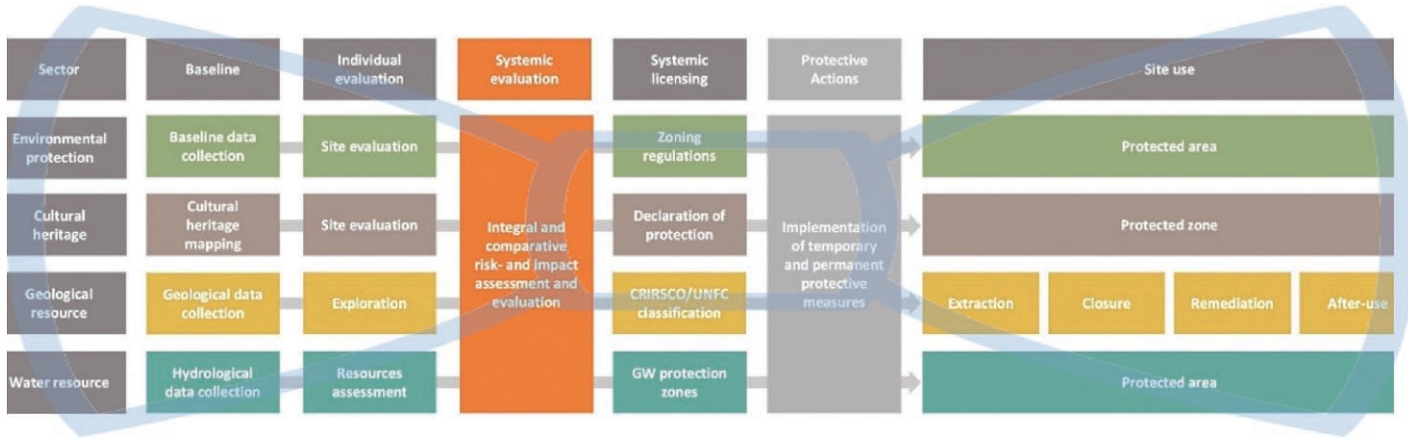 Sector
Baseline
Individual
evaluation
Systemic
evaluation
Systemic
licensing
Protective
Actions
Site use
Environmental
protection
Baseline data
collection
Site evaluation
Zoning
regulations
Protected area
Cultural
heritage
Cultural
heritage
mapping
Site evaluation
Integral and
comparative
risk- and impact
assessment and
evaluation
Declaration of
protection
Implementation
of temporary
and permanent
protective
measures
Protected zone
Geological
resource
Geological data
collection
Exploration
CRIRSCO/UNFC
classification
Extraction
Closure
Remediation
After-use
Water resource
Hydrological
data collection
Resources
assessment
GW protection
zones
Protected area